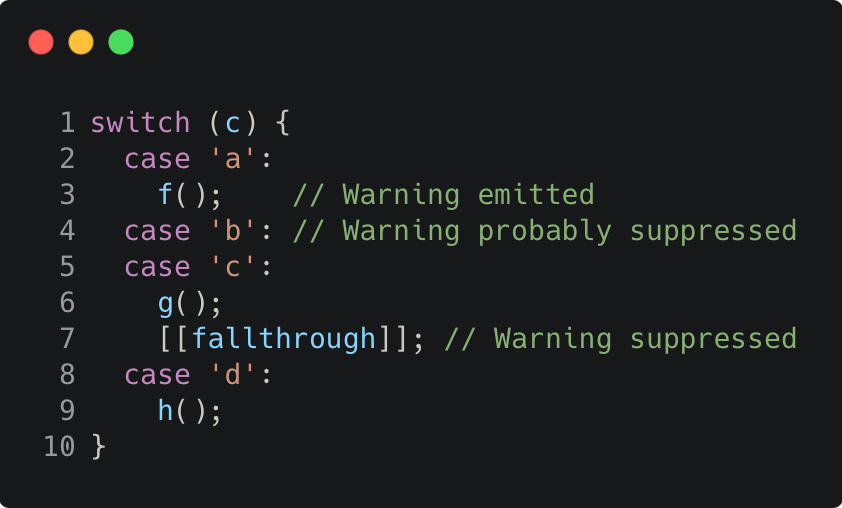 1 switch (c) {
2   case 'a':
3     f();    // Warning emitted
4   case 'b': // Warning probably suppressed
5   case 'c':
6     g();
7     [[fallthrough]]; // Warning suppressed
8   case 'd':
9     h();
10 }